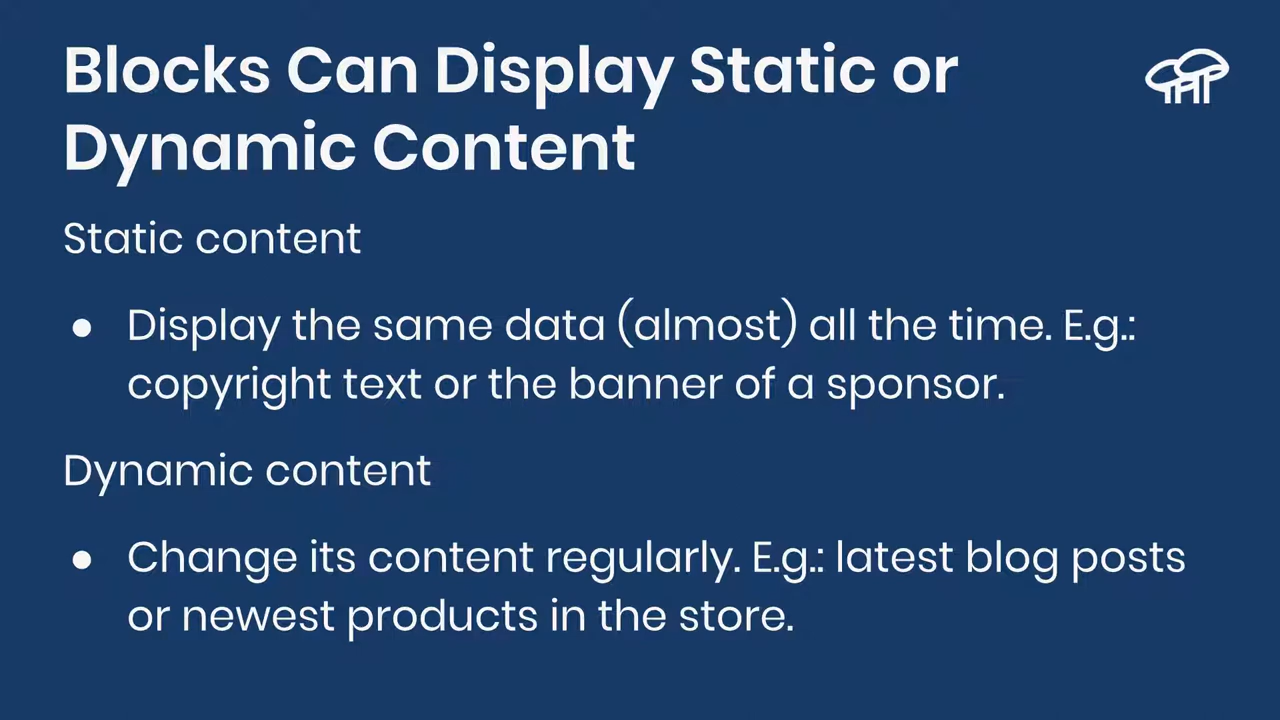 Blocks Can Display Static or
Dynamic Content
Static content
● Display the same data (almost) all the time. E.g.:
copyright text or the banner of a sponsor.
Dynamic content
● Change its content regularly. E.g.: latest blog posts
or newest products in the store.